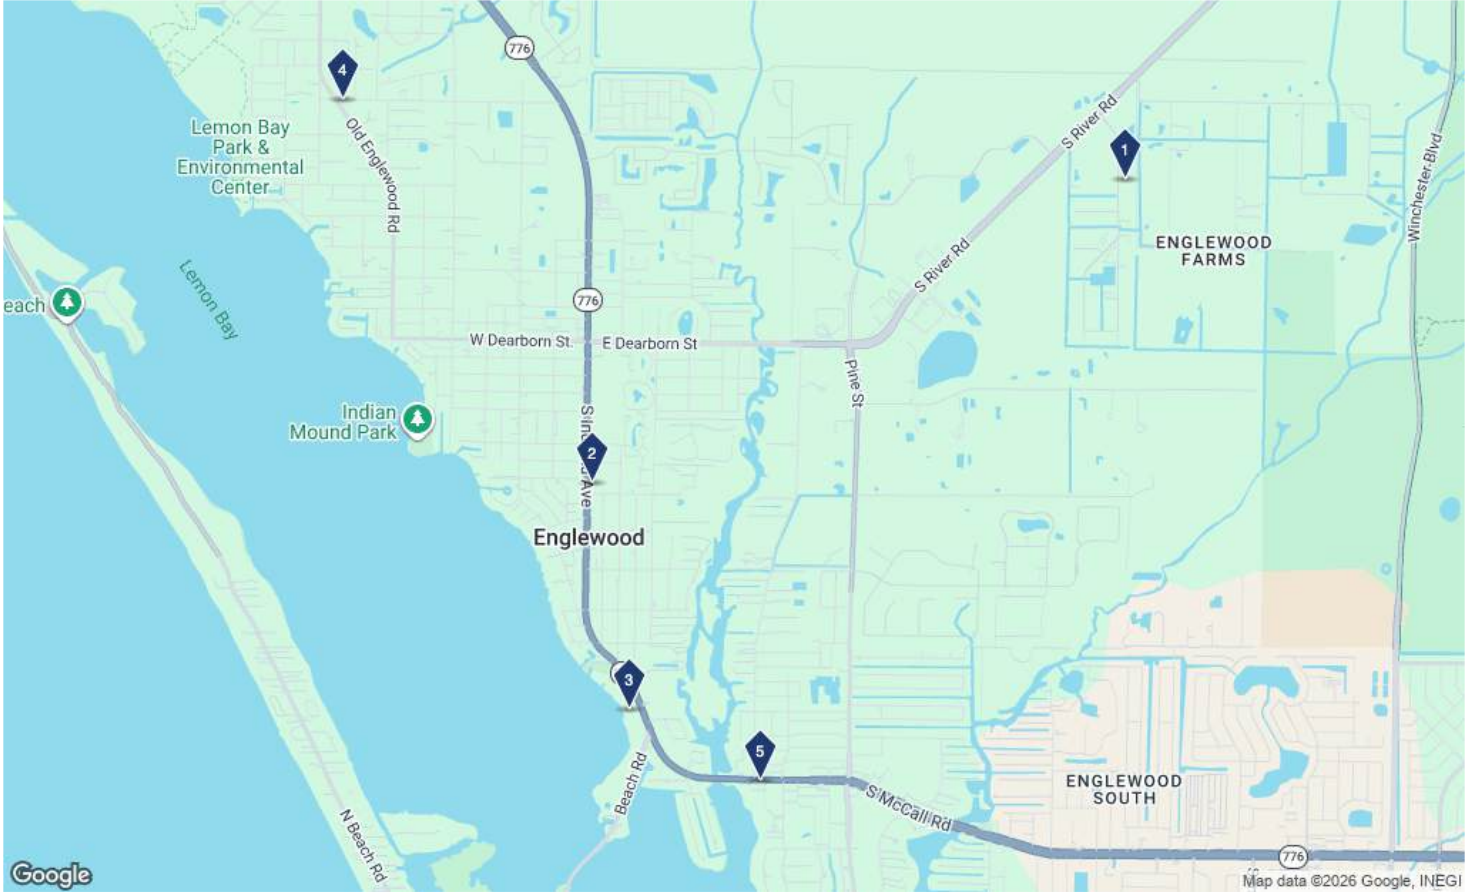 776
4
Lemon Bay
Park &
Environmental
Center
Old Englewood Rd
S River Rd
1
Winchester Blvd
ENGLEWOOD
FARMS
Lemon Bay
each
S River Rd
776
W Dearborn St.
E Dearborn St
Pine St
Indian
Mound Park
2
Ave
Englewood
3
5
Beach Rd
S McCall Rd
ENGLEWOOD
SOUTH
N Beach Rd
776
Google
Map data ©2026 Google, INEGI